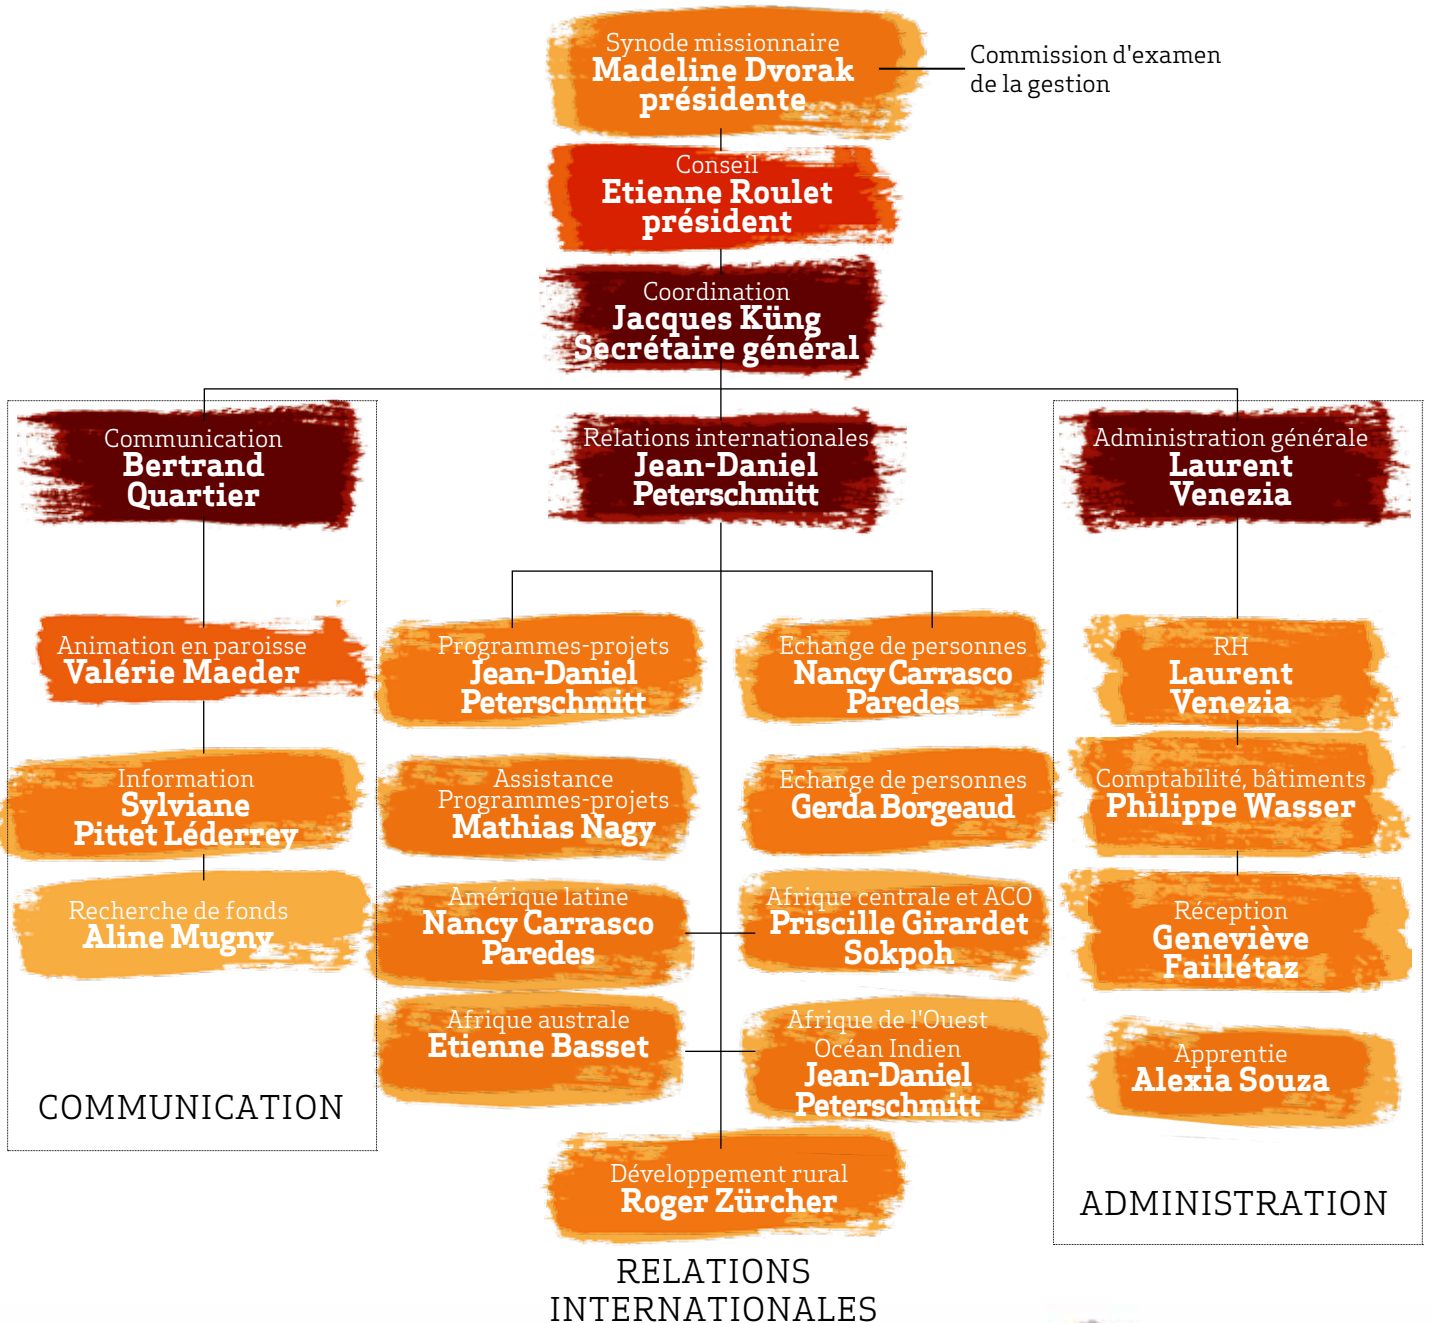 Synode missionnaire
Madeline Dvorak
présidente
Commission d'examen
de la gestion
Conseil
Etienne Roulet
président
Coordination
Jacques Küng
Secrétaire général
Communication
Bertrand
Quartier
Relations internationales
Jean-Daniel
Peterschmitt
Administration générale
Laurent
Venezia
Animation en paroisse
Valérie Maeder
Information
Sylviane
Pittet Léderrey
Recherche de fonds
Aline Mugny
COMMUNICATION
Programmes-projets
Jean-Daniel
Peterschmitt
Echange de personnes
Nancy Carrasco
Paredes
Assistance
Programmes-projets
Mathias Nagy
Echange de personnes
Gerda Borgeaud
Amérique latine
Nancy Carrasco
Paredes
Afrique centrale et ACO
Priscille Girardet
Sokpoh
Afrique australe
Etienne Basset
Afrique de l'Ouest
Océan Indien
Jean-Daniel
Peterschmitt
Développement rural
Roger Zürcher
RELATIONS
INTERNATIONALES
RH
Laurent
Venezia
Comptabilité, bâtiments
Philippe Wasser
Réception
Geneviève
Faillétaz
Apprentie
Alexia Souza
ADMINISTRATION